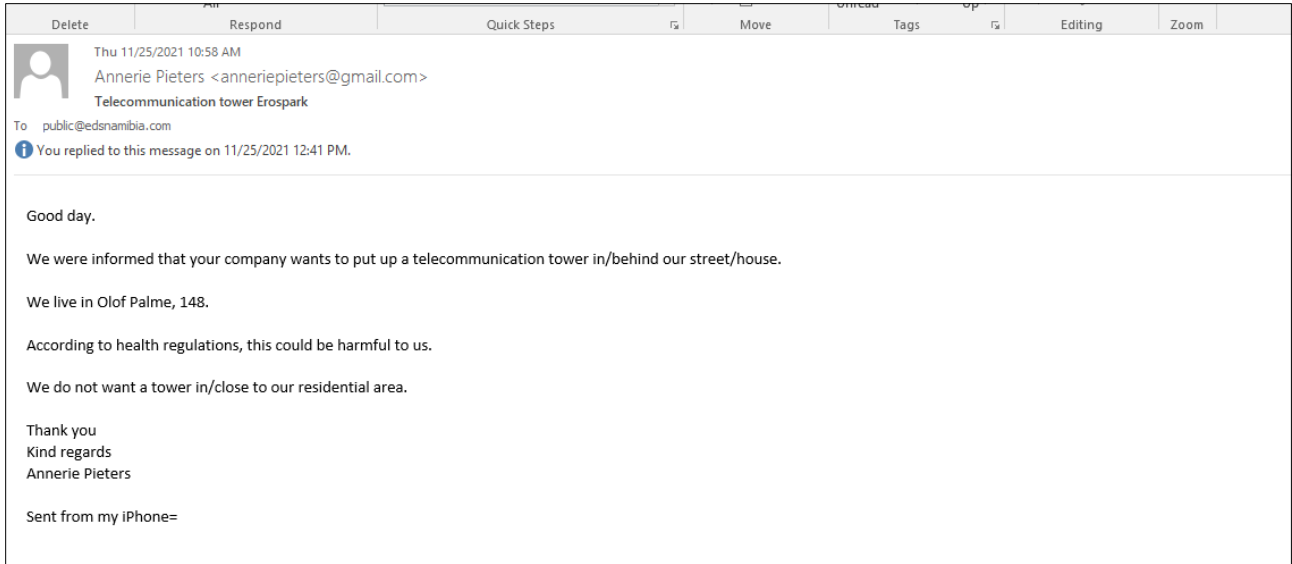 Delete Respond Quick Steps Move Tags Editing Zoom
Thu 11/25/2021 10:58 AM
Annerie Pieters <anneriepieters@gmail.com>
Telecommunication tower Erospark
To public@edsnamibia.com
You replied to this message on 11/25/2021 12:41 PM.
Good day.
We were informed that your company wants to put up a telecommunication tower in/behind our street/house.
We live in Olof Palme, 148.
According to health regulations, this could be harmful to us.
We do not want a tower in/close to our residential area.
Thank you
Kind regards
Annerie Pieters
Sent from my iPhone=